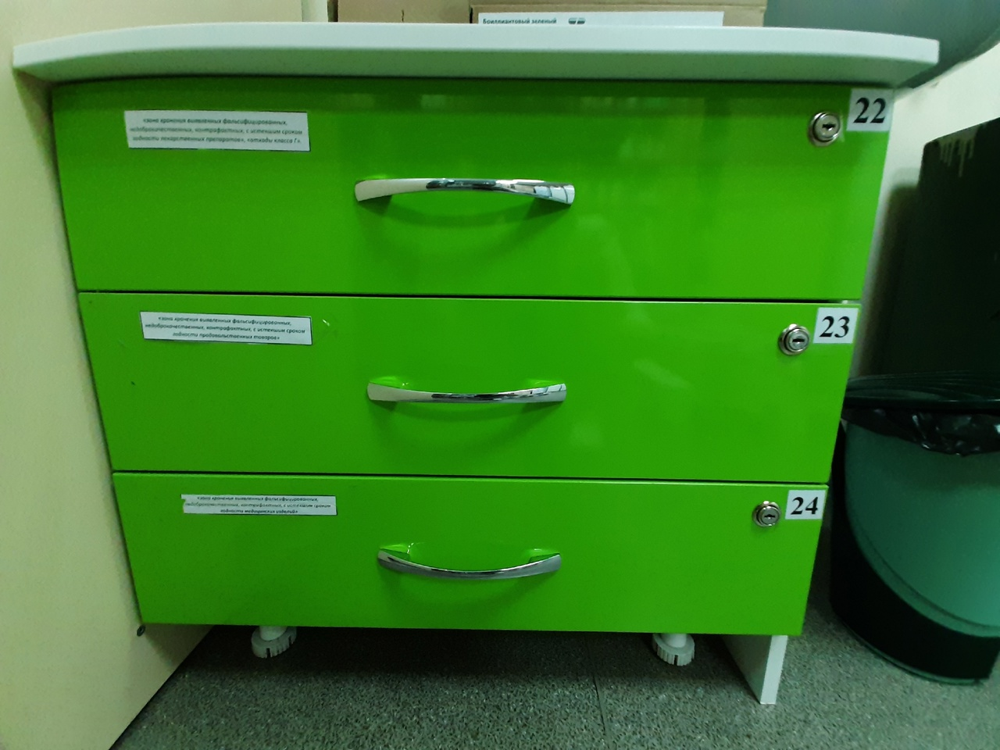 Бриллиантовый зеленый
22
«зона хранения выявленных фальсифицированных,
недоброкачественных, контрафактных, с истекшим сроком
годности лекарственных препаратов», «отходы класса Г».
23
«зона хранения выявленных фальсифицированных,
недоброкачественных, контрафактных, с истекшим сроком
годности продовольственных товаров»
24
«зона хранения выявленных фальсифицированных,
недоброкачественных, контрафактных, с истекшим сроком
годности медицинских изделий»